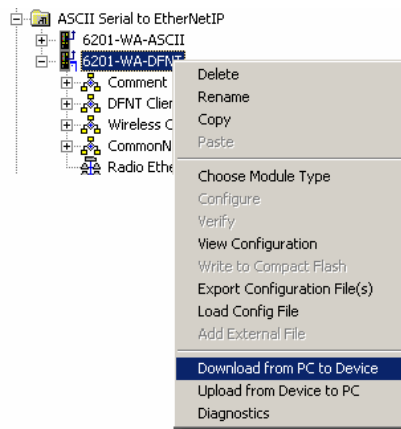 ASCII Serial to EtherNetIP
6201-WA-ASCII
6201-WA-DFNT
Comment
DFNT Clien
Wireless C
CommonN
Radio Ethe
Delete
Rename
Copy
Paste
Choose Module Type
Configure
Verify
View Configuration
Write to Compact Flash
Export Configuration File(s)
Load Config File
Add External File
Download from PC to Device
Upload from Device to PC
Diagnostics